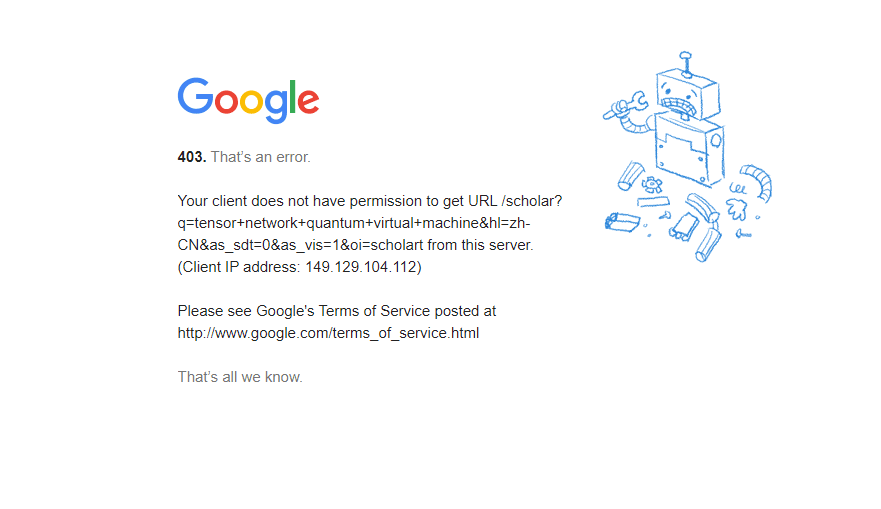 Google
403. That's an error.
Your client does not have permission to get URL /scholar?
q=tensor+network+quantum+virtual+machine&hl=zh-
CN&as_sdt=0&as_vis=1&oi=scholart from this server.
(Client IP address: 149.129.104.112)
Please see Google's Terms of Service posted at
http://www.google.com/terms_of_service.html
That's all we know.